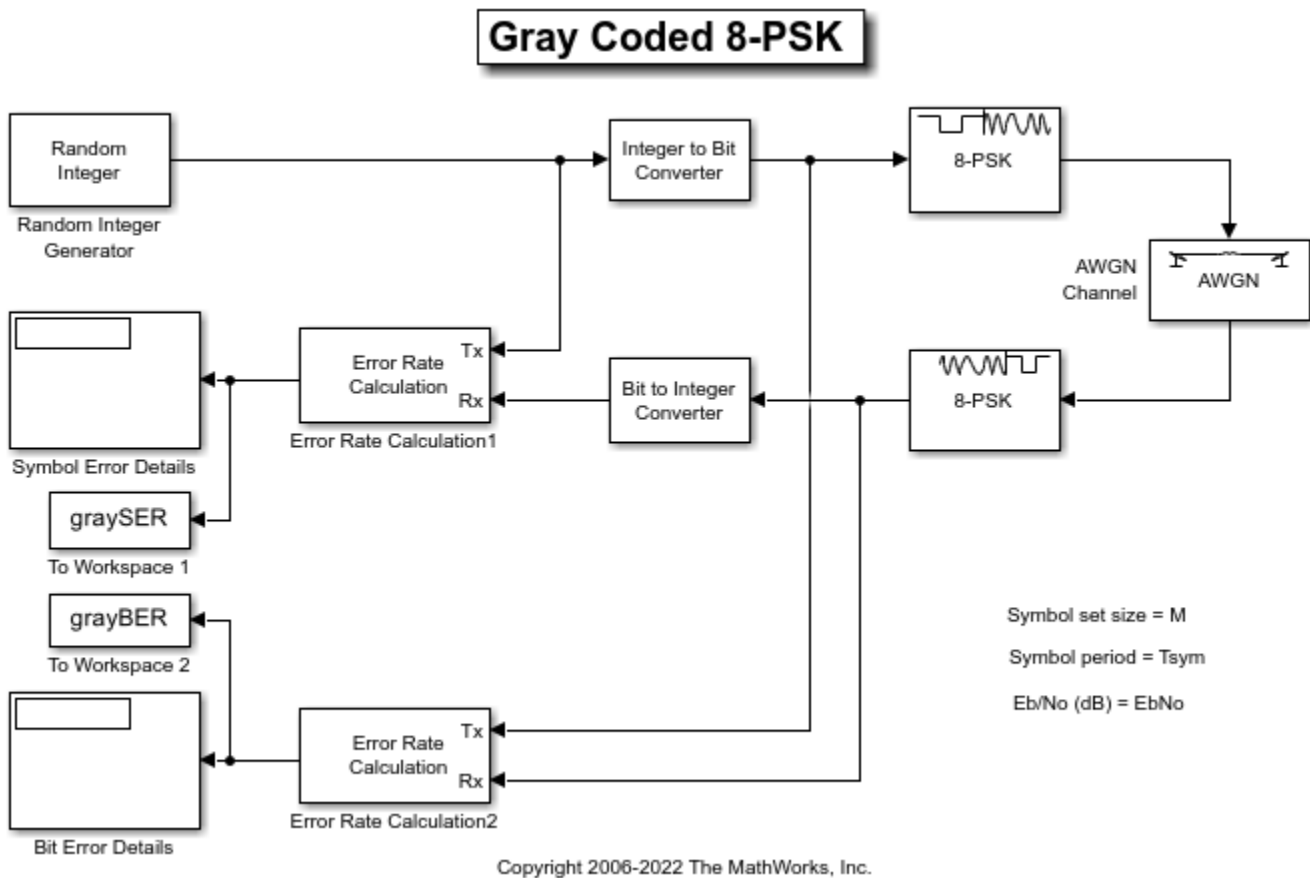 Gray Coded 8-PSK
Random
Integer
Random Integer
Generator
Integer to Bit
Converter
8-PSK
AWGN
Channel
AWGN
Symbol Error Details
Error Rate
Calculation
Tx
Rx
Error Rate Calculation1
Bit to Integer
Converter
8-PSK
graySER
To Workspace 1
grayBER
To Workspace 2
Bit Error Details
Error Rate
Calculation
Tx
Rx
Error Rate Calculation2
Symbol set size = M
Symbol period = Tsym
Eb/No (dB) = EbNo
Copyright 2006-2022 The MathWorks, Inc.